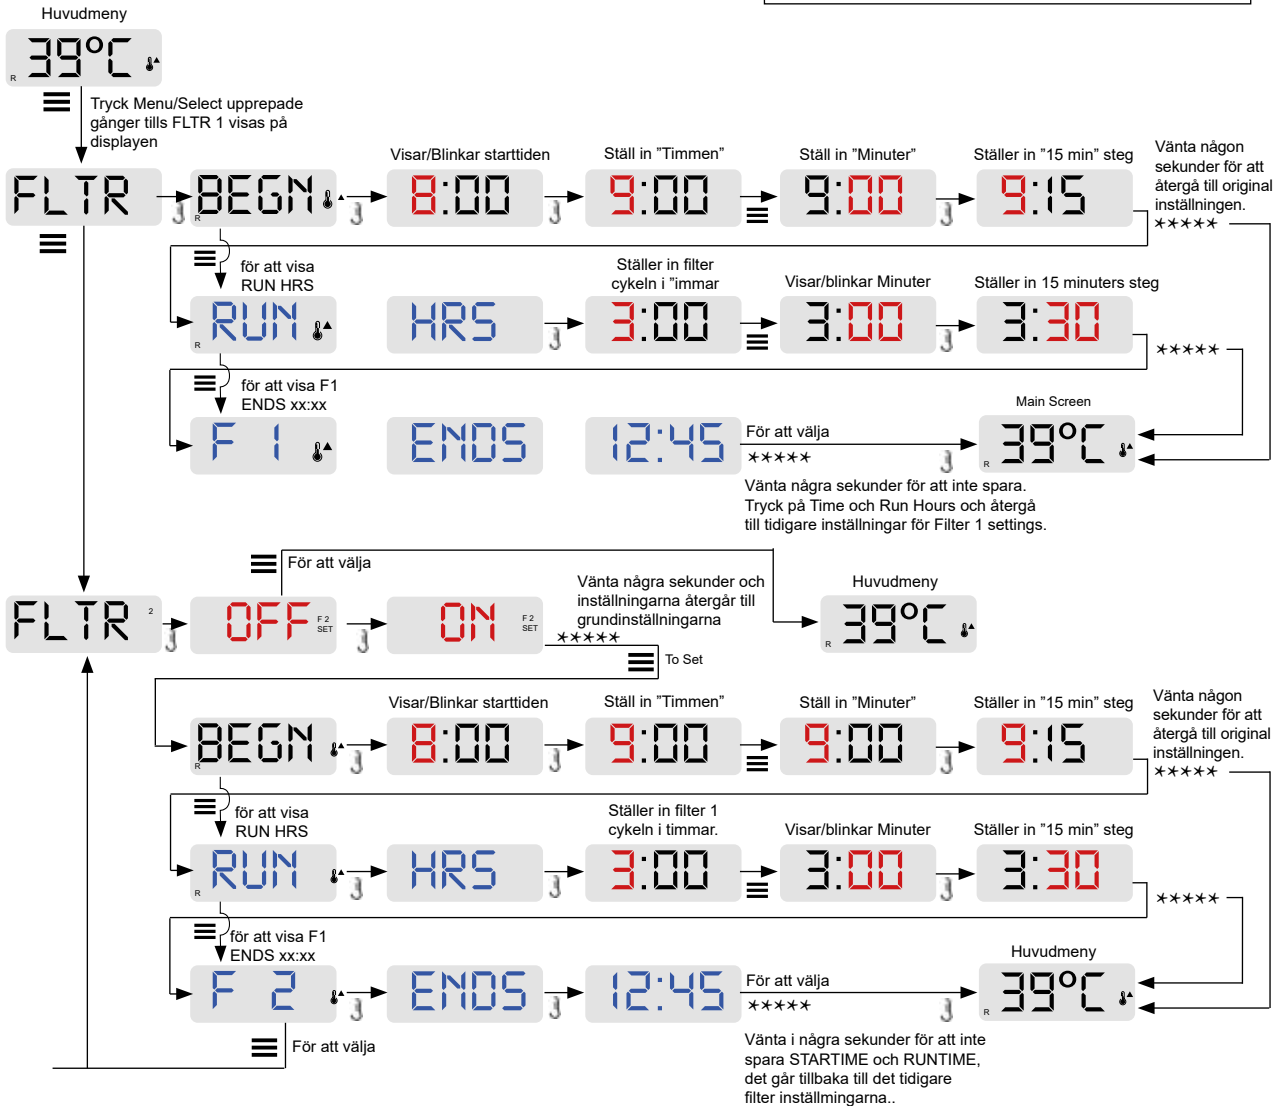 Huvudmeny
39°C
R
Tryck Menu/Select upprepade
gånger tills FLTR 1 visas på
displayen
Visar/Blinkar starttiden
Ställ in "Timmen"
Ställ in "Minuter"
Ställer in "15 min" steg
Vänta någon
sekunder för att
återgå till original
inställningen.
*****
FLTR
BEGN
R
8:00
9:00
9:00
9:15
för att visa
RUN HRS
Ställer in filter
cykeln i "immar
Visar/blinkar Minuter
Ställer in 15 minuters steg
RUN
R
HRS
3:00
3:00
3:30
*****
för att visa F1
ENDS xx:xx
Main Screen
F 1
ENDS
12:45
För att välja
*****
39°C
R
Vänta några sekunder för att inte spara.
Tryck på Time och Run Hours och återgå
till tidigare inställningar för Filter 1 settings.
För att välja
Vänta några sekunder och
inställningarna återgår till
grundinställningarna
*****
Huvudmeny
FLTR 2
OFF F 2
SET
ON F 2
SET
39°C
R
To Set
Visar/Blinkar starttiden
Ställ in "Timmen"
Ställ in "Minuter"
Ställer in "15 min" steg
Vänta någon
sekunder för att
återgå till original
inställningen.
*****
BEGN
R
8:00
9:00
9:00
9:15
för att visa
RUN HRS
Ställer in filter 1
cykeln i timmar.
Visar/blinkar Minuter
Ställer in "15 min" steg
RUN
R
HRS
3:00
3:00
3:30
*****
för att visa F1
ENDS xx:xx
Huvudmeny
F 2
ENDS
12:45
För att välja
*****
39°C
R
För att välja
Vänta i några sekunder för att inte
spara STARTIME och RUNTIME,
det går tillbaka till det tidigare
filter inställmingarna..